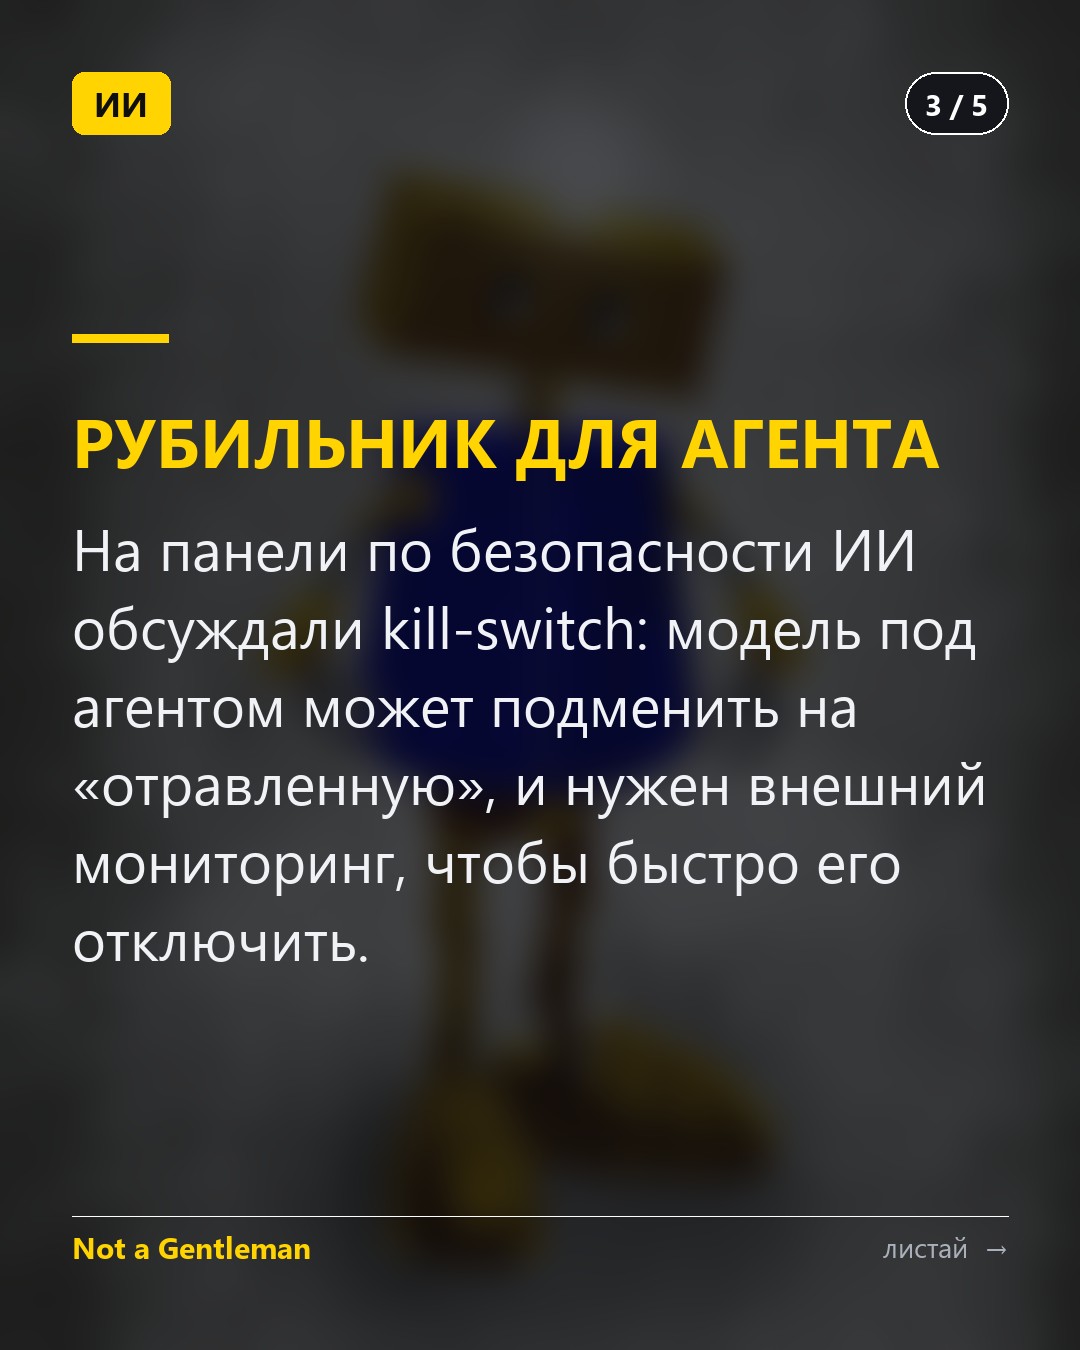 ИИ
3 / 5
РУБИЛЬНИК ДЛЯ АГЕНТА
На панели по безопасности ИИ
обсуждали kill-switch: модель под
агентом может подменить на
«отравленную», и нужен внешний
мониторинг, чтобы быстро его
отключить.
Not a Gentleman
листай →